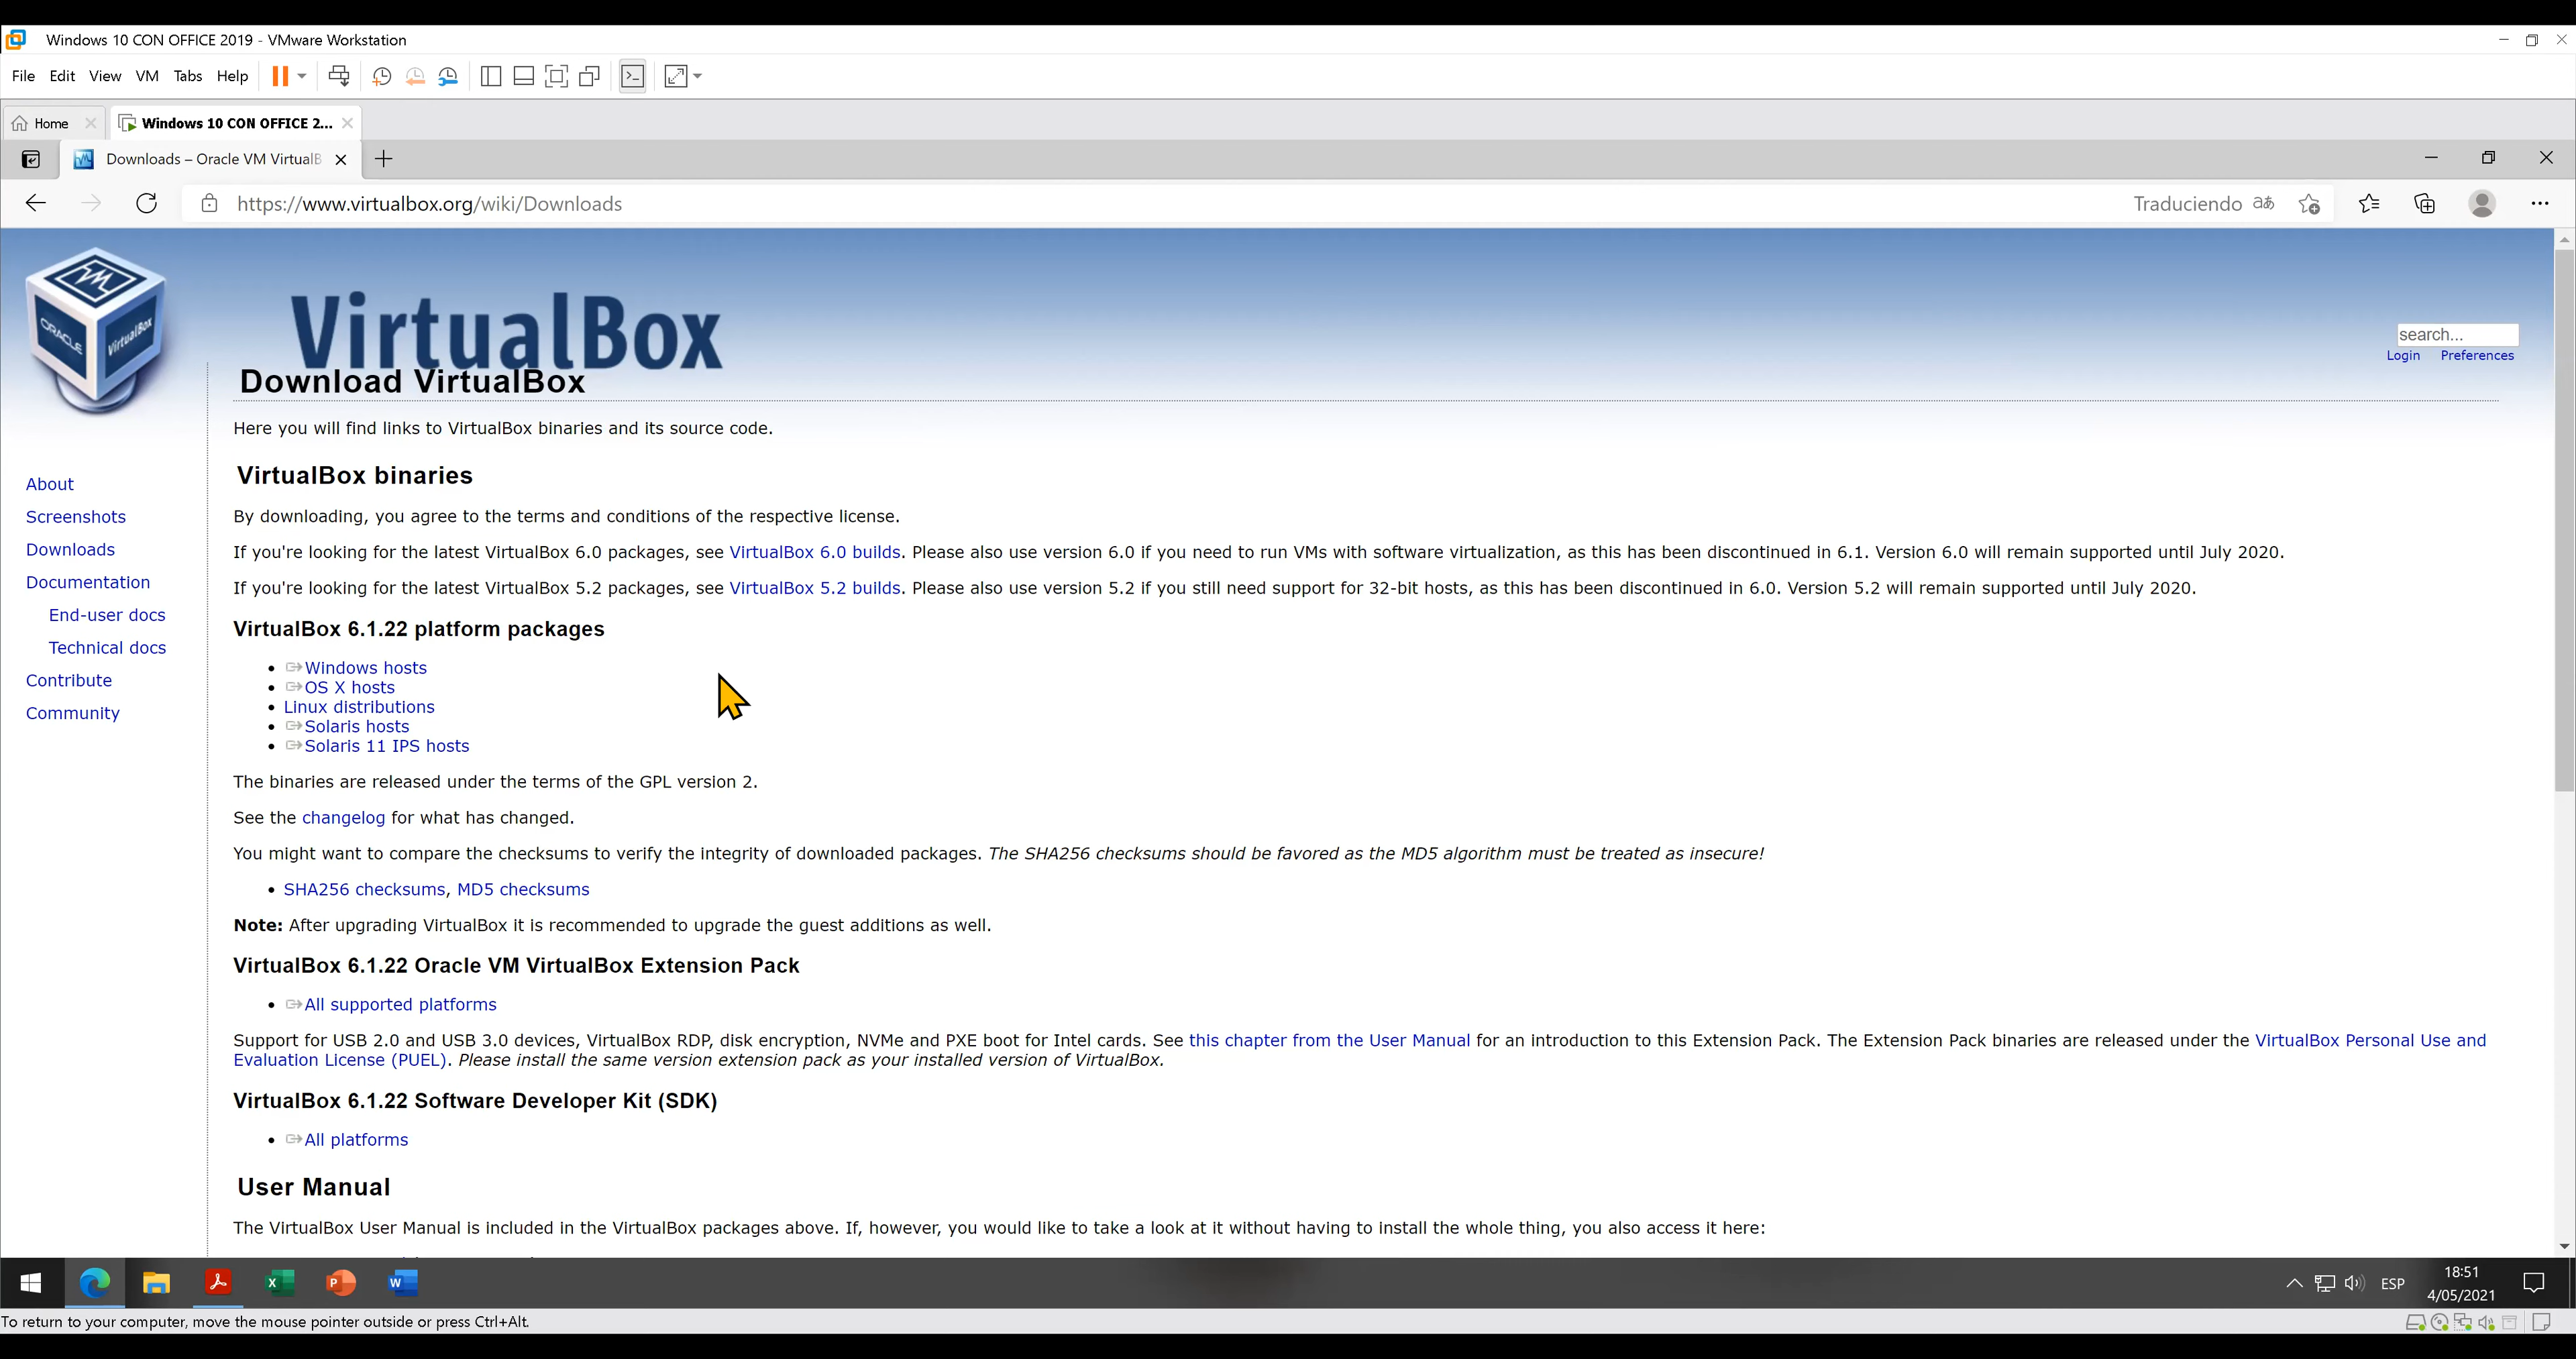 Windows 10 CON OFFICE 2019 - VMware Workstation
File Edit View VM Tabs Help
Home
Windows 10 CON OFFICE 2...
Downloads – Oracle VM VirtualB
https://www.virtualbox.org/wiki/Downloads
Traduciendo
ORACLE
VirtualBox
VirtualBox
search...
Login Preferences
Download VirtualBox
Here you will find links to VirtualBox binaries and its source code.
About
Screenshots
Downloads
Documentation
End-user docs
Technical docs
Contribute
Community
VirtualBox binaries
By downloading, you agree to the terms and conditions of the respective license.
If you're looking for the latest VirtualBox 6.0 packages, see VirtualBox 6.0 builds. Please also use version 6.0 if you need to run VMs with software virtualization, as this has been discontinued in 6.1. Version 6.0 will remain supported until July 2020.
If you're looking for the latest VirtualBox 5.2 packages, see VirtualBox 5.2 builds. Please also use version 5.2 if you still need support for 32-bit hosts, as this has been discontinued in 6.0. Version 5.2 will remain supported until July 2020.
VirtualBox 6.1.22 platform packages
Windows hosts
OS X hosts
Linux distributions
Solaris hosts
Solaris 11 IPS hosts
The binaries are released under the terms of the GPL version 2.
See the changelog for what has changed.
You might want to compare the checksums to verify the integrity of downloaded packages. The SHA256 checksums should be favored as the MD5 algorithm must be treated as insecure!
SHA256 checksums, MD5 checksums
Note: After upgrading VirtualBox it is recommended to upgrade the guest additions as well.
VirtualBox 6.1.22 Oracle VM VirtualBox Extension Pack
All supported platforms
Support for USB 2.0 and USB 3.0 devices, VirtualBox RDP, disk encryption, NVMe and PXE boot for Intel cards. See this chapter from the User Manual for an introduction to this Extension Pack. The Extension Pack binaries are released under the VirtualBox Personal Use and
Evaluation License (PUEL). Please install the same version extension pack as your installed version of VirtualBox.
VirtualBox 6.1.22 Software Developer Kit (SDK)
All platforms
User Manual
The VirtualBox User Manual is included in the VirtualBox packages above. If, however, you would like to take a look at it without having to install the whole thing, you also access it here:
ESP
18:51
4/05/2021
To return to your computer, move the mouse pointer outside or press Ctrl+Alt.